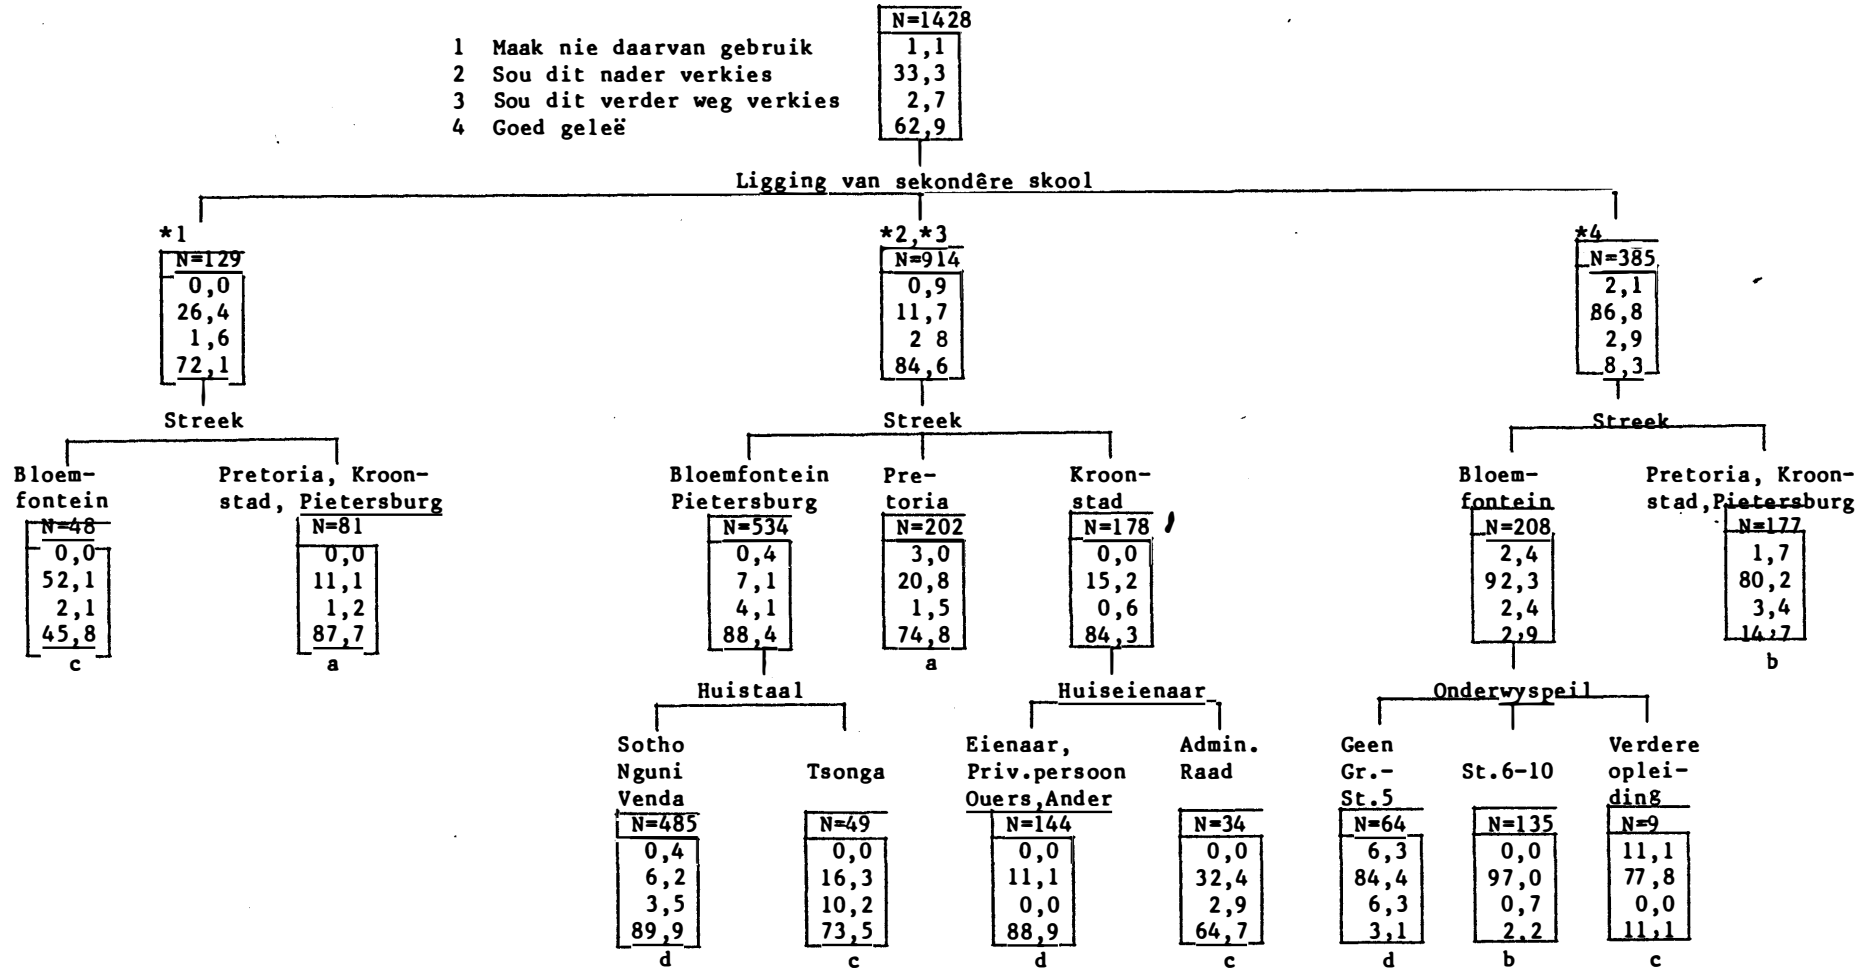 N=1428
1 Maak nie daarvan gebruik 1,1
2 Sou dit nader verkies 33,3
3 Sou dit verder weg verkies 2,7
4 Goed geleë 62,9
Ligging van sekondêre skool
*1 *2,*3 *4
N=129 N=914 N=385
0,0 0,9 2,1
26,4 11,7 86,8
1,6 2 8 2,9
72,1 84,6 8,3
Streek Streek Streek
Bloem- Pretoria, Kroon- Bloemfontein Pre- Kroon- Bloem- Pretoria, Kroon-
fontein stad, Pietersburg Pietersburg toria stad fontein stad,Pietersburg
N=48 N=81 N=534 N=202 N=178 N=208 N=177
0,0 0,0 0,4 3,0 0,0 2,4 1,7
52,1 11,1 7,1 20,8 15,2 92,3 80,2
2,1 1,2 4,1 1,5 0,6 2,4 3,4
45,8 87,7 88,4 74,8 84,3 2,9 14,7
c a a b
Huistaal Huiseienaar Onderwyspeil
Sotho Eienaar, Admin. Geen Verdere
Nguni Tsonga Priv.persoon Raad Gr.- St.6-10 oplei-
Venda Ouers,Ander St.5 ding
N=485 N=49 N=144 N=34 N=64 N=135 N=9
0,4 0,0 0,0 0,0 6,3 0,0 11,1
6,2 16,3 11,1 32,4 84,4 97,0 77,8
3,5 10,2 0,0 2,9 6,3 0,7 0,0
89,9 73,5 88,9 64,7 3,1 2,2 11,1
d c d c d b c